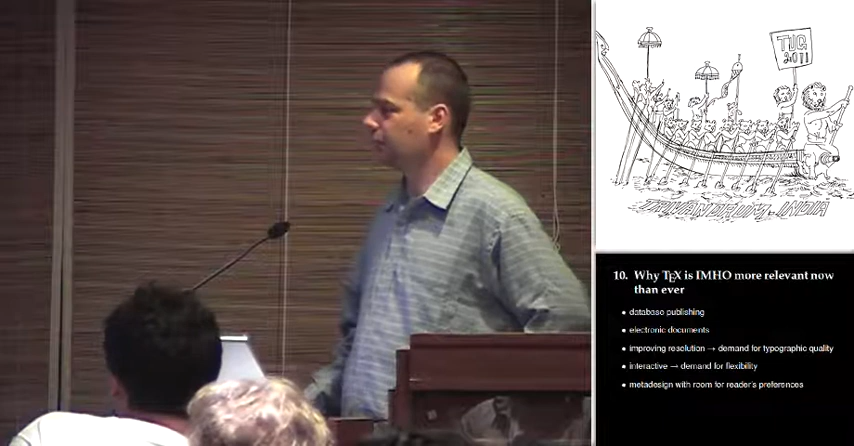 TUG
2011
TRIVANDRUM, INDIA
10. Why TEX is IMHO more relevant now
than ever
• database publishing
• electronic documents
• improving resolution → demand for typographic quality
• interactive → demand for flexibility
• metadesign with room for reader's preferences